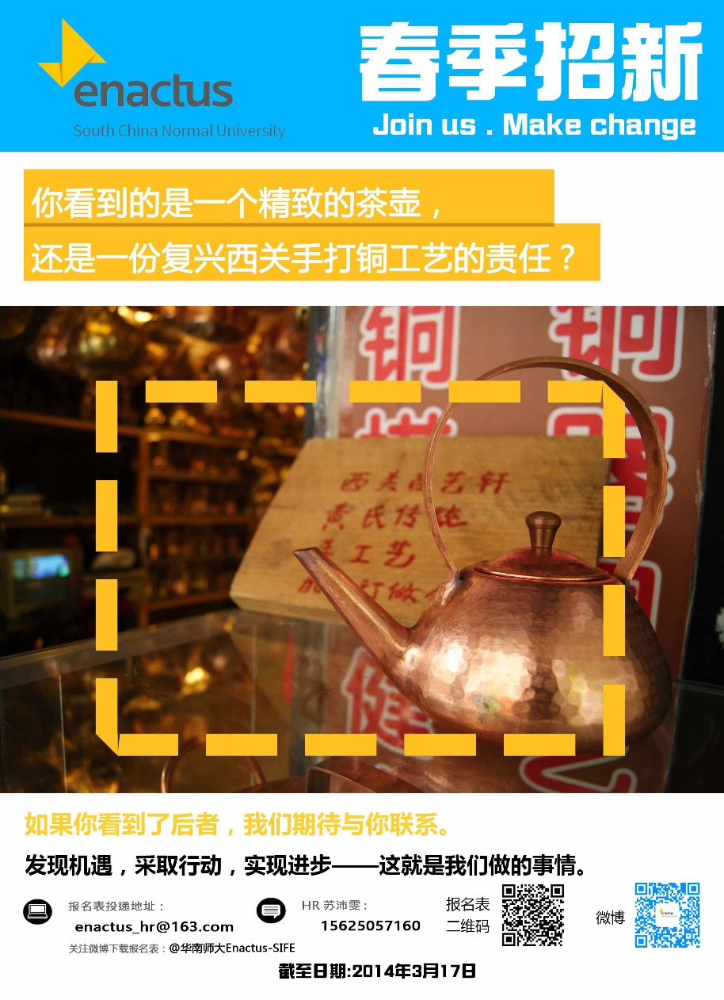 enactus
South China Normal University
春季招新
Join us . Make change
你看到的是一个精致的茶壶，
还是一份复兴西关手打铜工艺的责任？
铜
铜
西关 艺轩
黄氏传统
手工艺
订做
健
如果你看到了后者，我们期待与你联系。
发现机遇，采取行动，实现进步——这就是我们做的事情。
报名表投递地址：
enactus_hr@163.com
关注微博下载报名表：@华南师大Enactus-SIFE
HR 苏沛雯：
15625057160
报名表
二维码
微博
enactus
截至日期:2014年3月17日